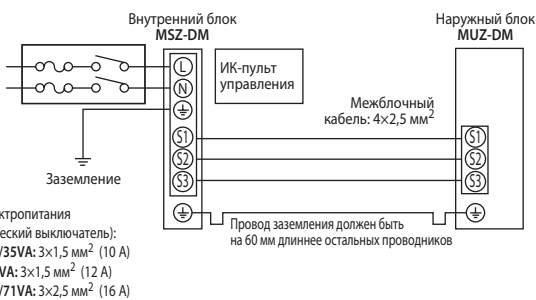 Внутренний блок
MSZ-DM
Наружный блок
MUZ-DM
L
N
ИК-пульт
управления
Межблочный
кабель: 4×2,5 мм²
S1
S2
S3
S1
S2
S3
Заземление
Провод заземления должен быть
на 60 мм длиннее остальных проводников
ктропитания
еский выключатель):
/35VA: 3×1,5 мм² (10 А)
VA: 3×1,5 мм² (12 А)
/71VA: 3×2,5 мм² (16 А)